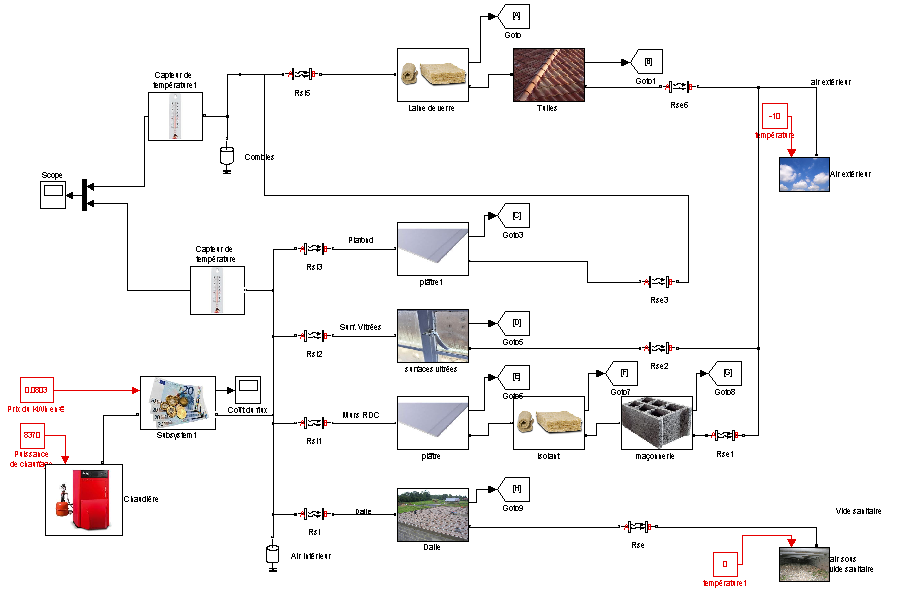 [A]
Goto
Capteur de
température1
Rsi5
Laine de verre
[B]
Goto1
Tuiles
Rse5
air extérieur
-10
température
Air extérieur
Combles
Scope
[C]
Goto3
Plafond
Rsi3
plâtre1
Rse3
Capteur de
température
[D]
Goto5
Surf. Vitrées
Rsi2
surfaces vitrées
Rse2
0.0803
Prix du kWh en €
Coût du flux
Subsystem1
[E]
Goto6
[F]
Goto7
[G]
Goto8
Murs RDC
Rsi1
plâtre
isolant
maçonnerie
Rse1
8370
Puissance
de chauffage
Chaudière
[H]
Goto9
Dalle
Rsi
Dalle
Rse
Vide sanitaire
Air intérieur
0
température1
air sous
vide sanitaire